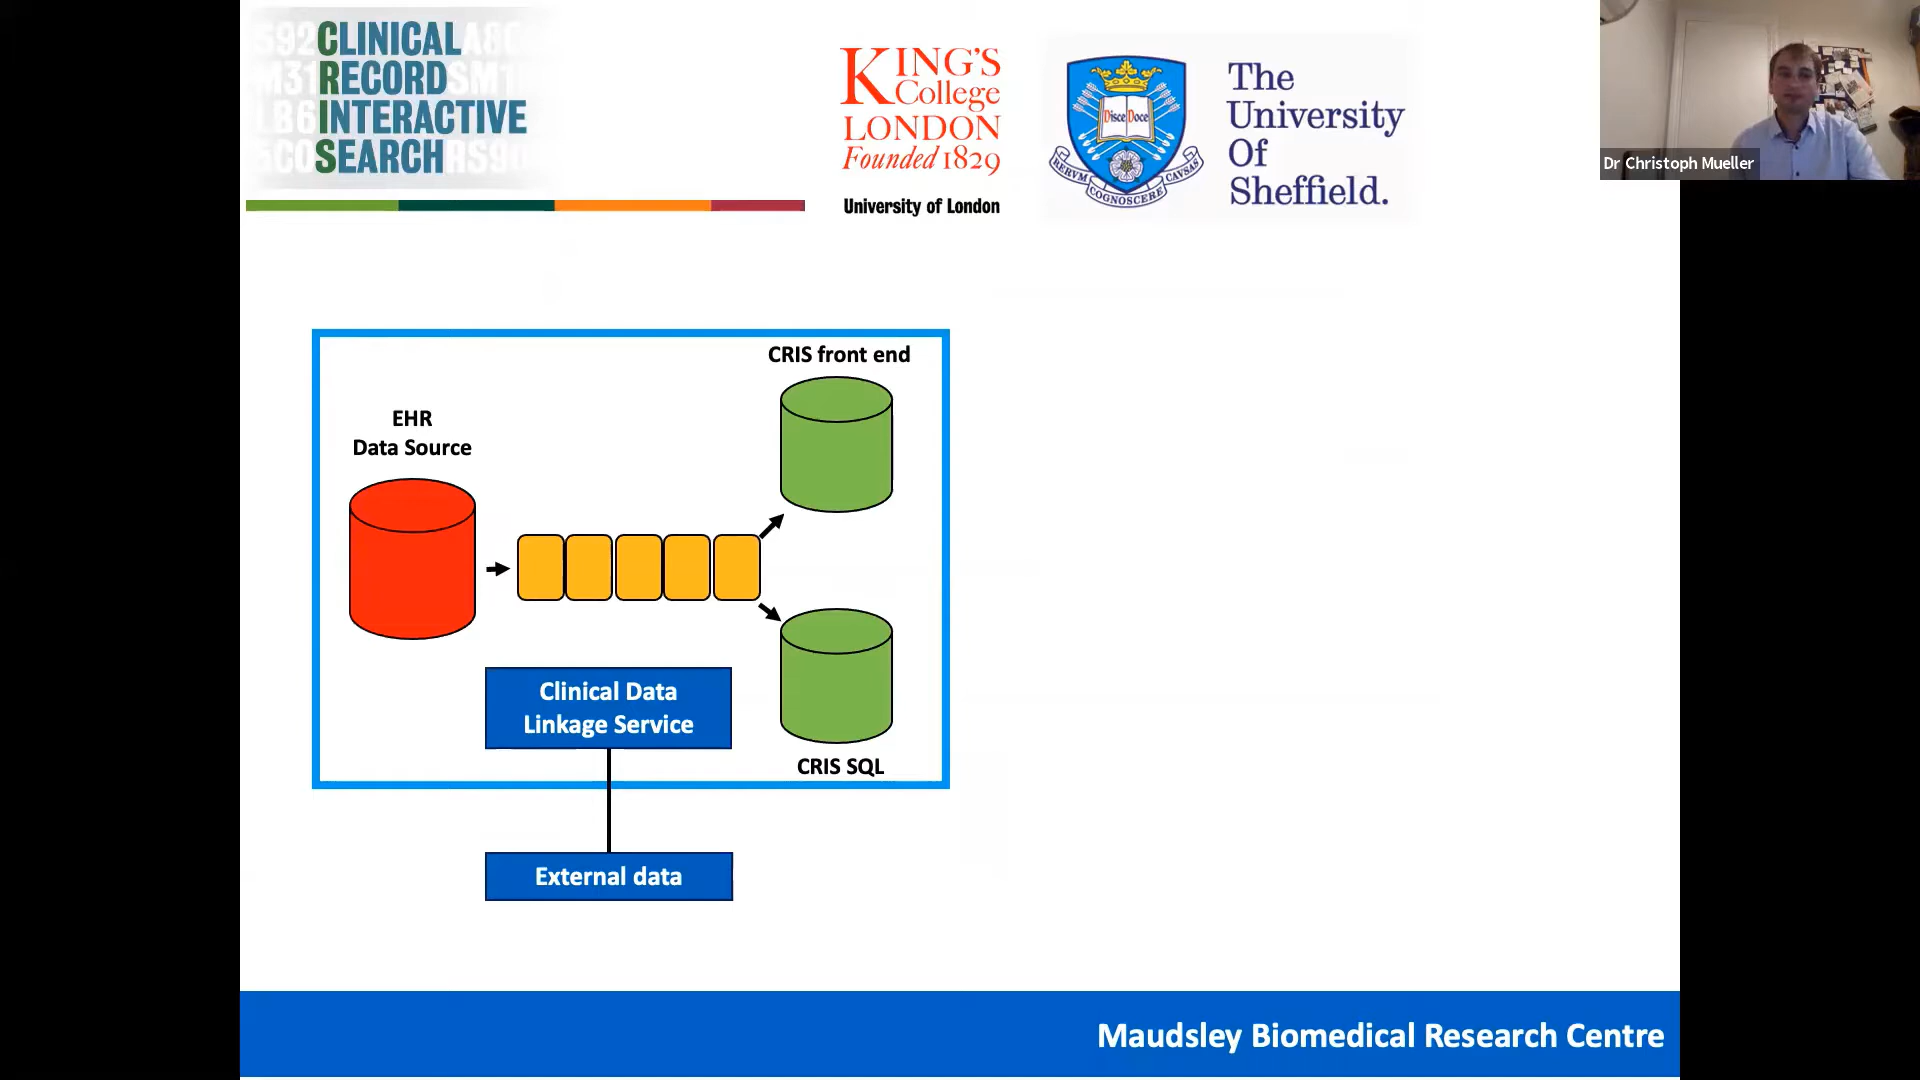 CLINICAL
RECORD
INTERACTIVE
SEARCH
KING'S
College
LONDON
Founded 1829
University of London
Disce Doce
RERVM COGNOSCERE CAVSAS
The
University
Of
Sheffield.
Dr Christoph Mueller
CRIS front end
EHR
Data Source
Clinical Data
Linkage Service
CRIS SQL
External data
Maudsley Biomedical Research Centre